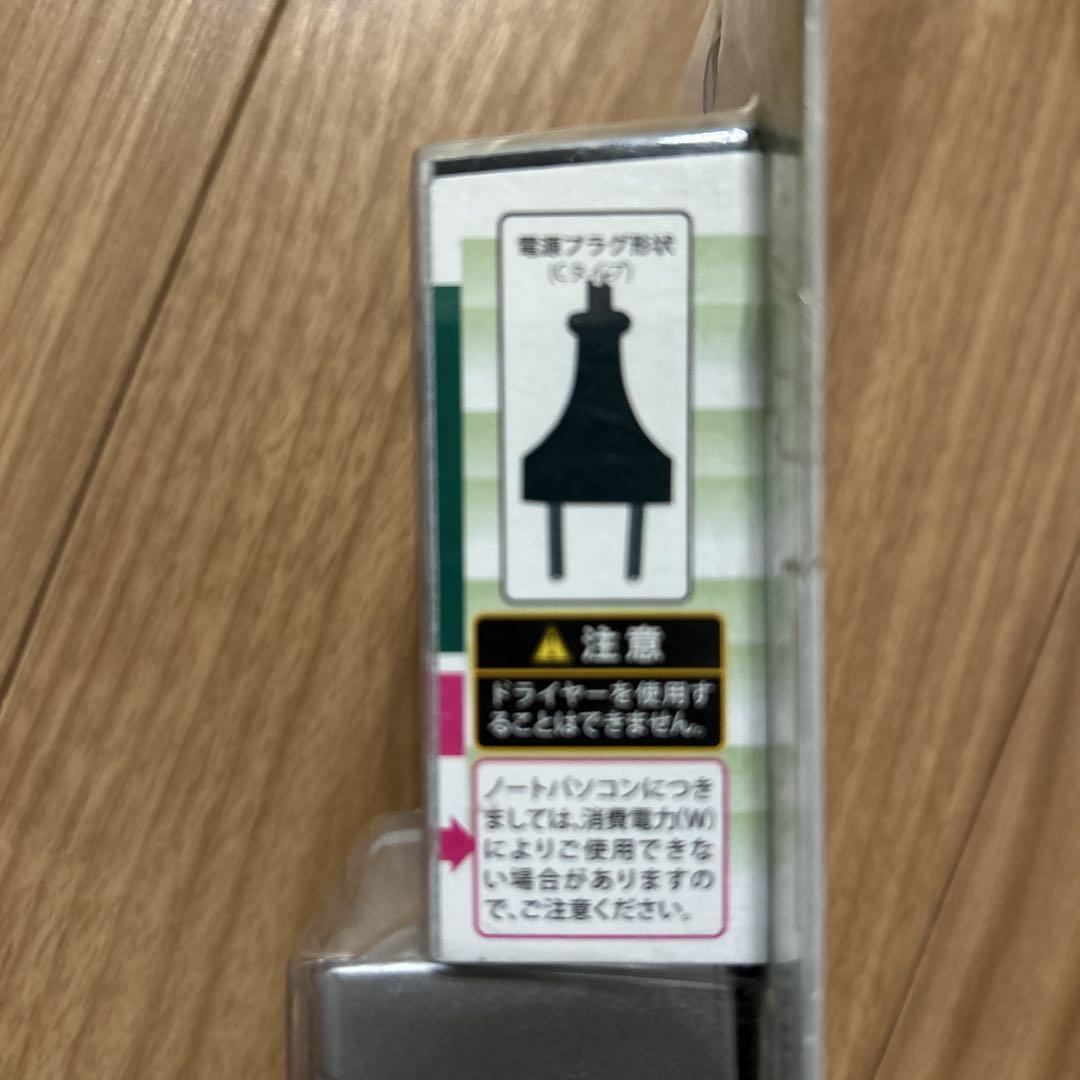 電源プラグ形状
(Cタイプ)
注意
ドライヤーを使用す
ることはできません。
ノートパソコンにつき
ましては、消費電力(W)
によりご使用できな
い場合がありますの
で、ご注意ください。